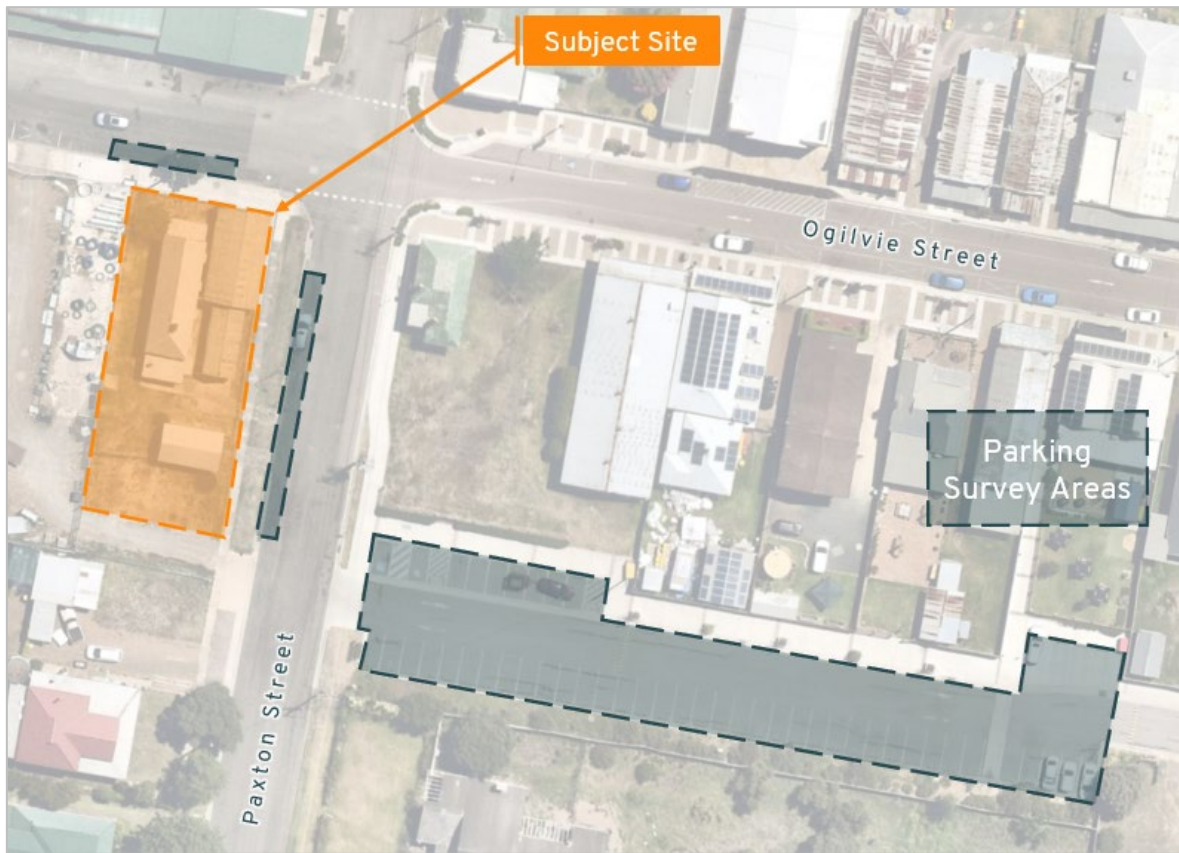 Subject Site
Ogilvie Street
Parking
Survey Areas
Paxton Street